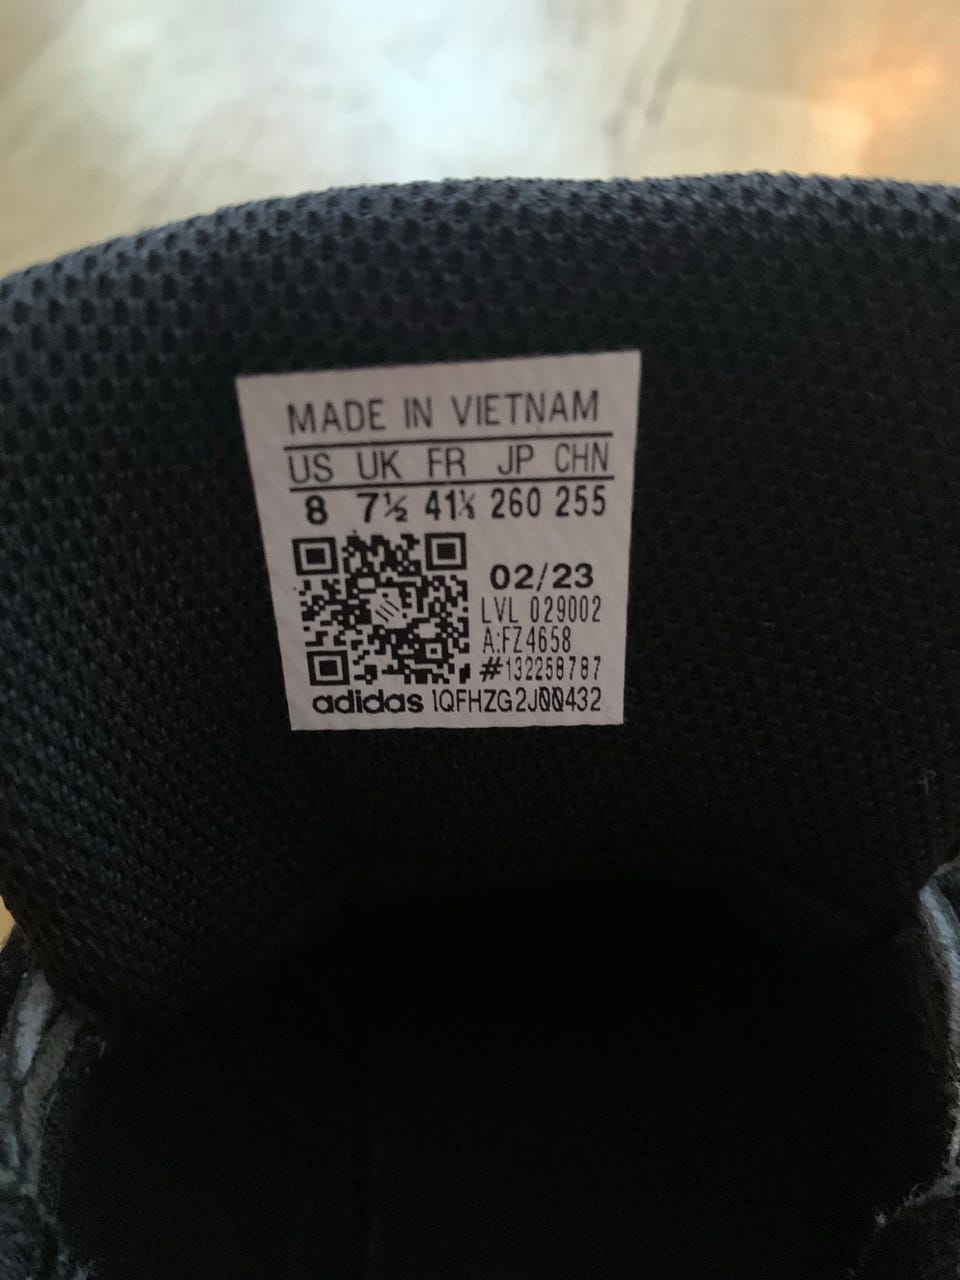 MADE IN VIETNAM
US UK FR JP CHN
8 7½ 41⅓ 260 255
02/23
LVL 029002
A:FZ4658
#132258787
adidas 1QFHZG2J00432